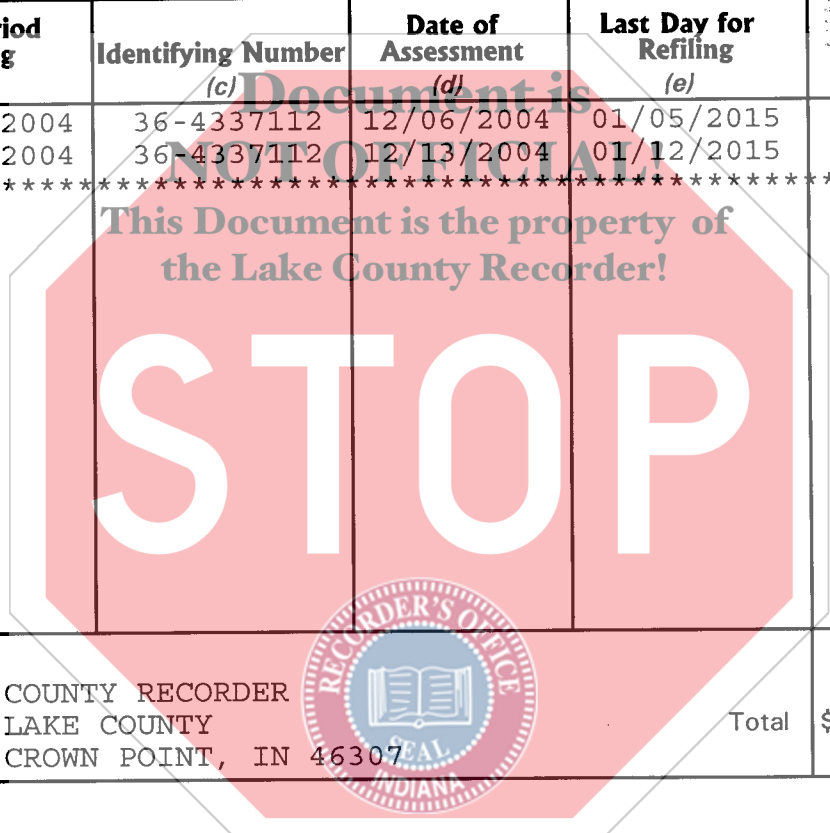 riod Date of Last Day for
g Identifying Number Assessment Refiling
(c) (d) (e)
Document is
2004 36-4337112 12/06/2004 01/05/2015
2004 36-4337112 12/13/2004 01/12/2015
NOT OFFICIAL!
*********************************************
This Document is the property of
the Lake County Recorder!
STOP
RECORDER'S OFFICE
COUNTY RECORDER
LAKE COUNTY Total $
CROWN POINT, IN 46307
SEAL
INDIANA